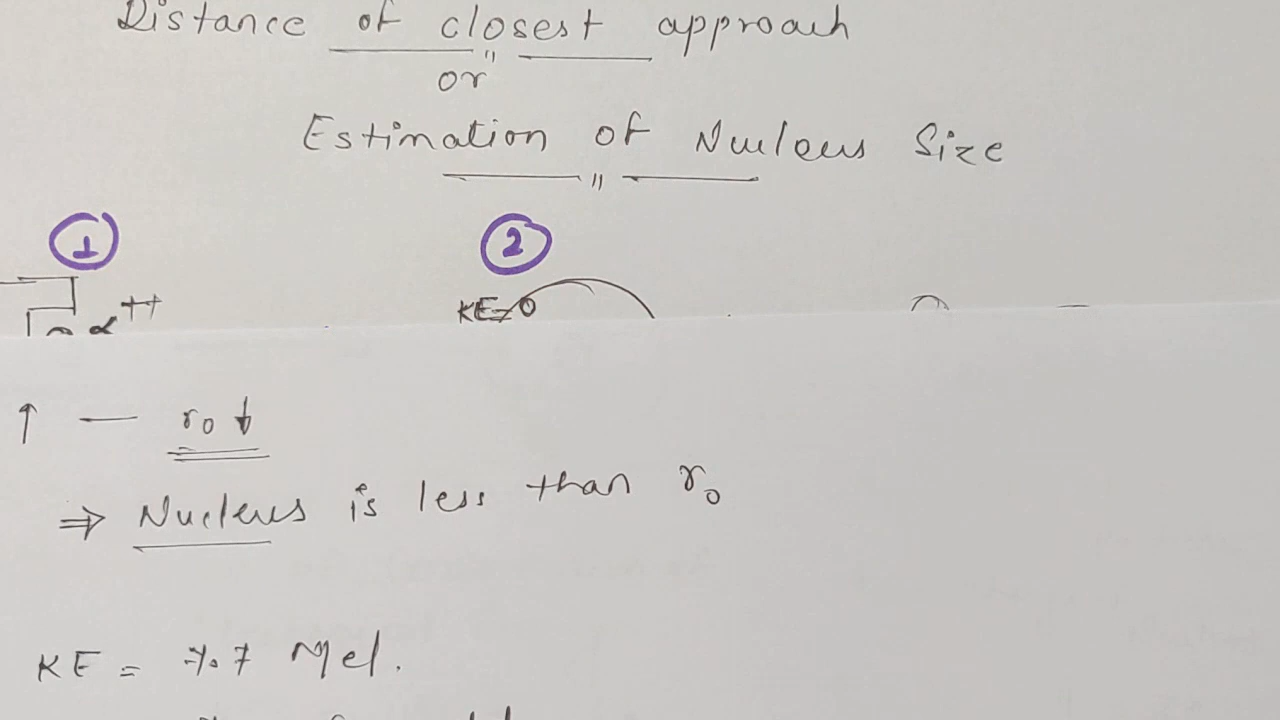 Distance of closest approach
or
Estimation of Nucleus Size
1 2
α++ KE=0
↑ — r₀ ↓
⇒ Nucleus is less than r₀
KE = 7.7